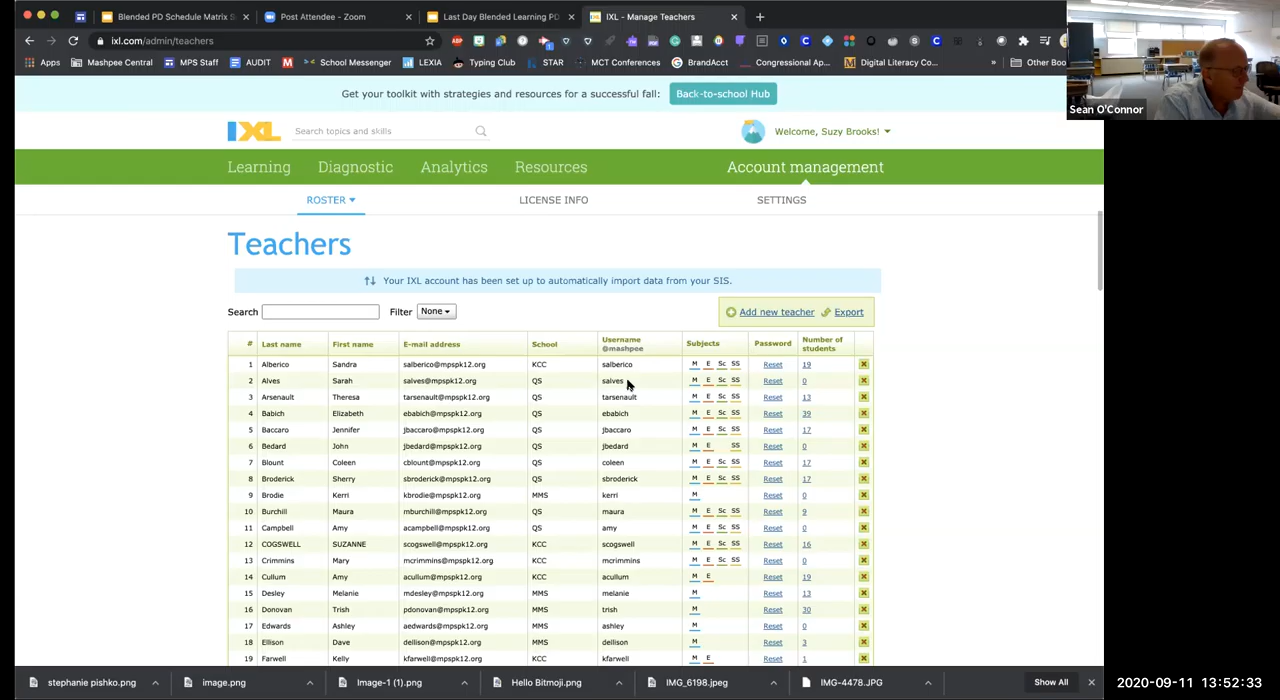 Blended PD Schedule Matrix S
Post Attendee - Zoom
Last Day Blended Learning PD
IXL - Manage Teachers
ixl.com/admin/teachers
Apps
Mashpee Central
MPS Staff
AUDIT
School Messenger
LEXIA
Typing Club
STAR
MCT Conferences
BrandAcct
Congressional Ap...
Digital Literacy Co...
Other Boo
Sean O'Connor
Get your toolkit with strategies and resources for a successful fall: Back-to-school Hub
IXL Search topics and skills Welcome, Suzy Brooks!
Learning Diagnostic Analytics Resources Account management
ROSTER LICENSE INFO SETTINGS
Teachers
Your IXL account has been set up to automatically import data from your SIS.
Search Filter None Add new teacher Export
# Last name First name E-mail address School Username @mashpee Subjects Password Number of students
1 Alberico Sandra salberico@mpspk12.org KCC salberico M E Sc SS Reset 19
2 Alves Sarah salves@mpspk12.org QS salves M E Sc SS Reset 0
3 Arsenault Theresa tarsenault@mpspk12.org QS tarsenault M E Sc SS Reset 13
4 Babich Elizabeth ebabich@mpspk12.org QS ebabich M E Sc SS Reset 39
5 Baccaro Jennifer jbaccaro@mpspk12.org QS jbaccaro M E Sc SS Reset 17
6 Bedard John jbedard@mpspk12.org QS jbedard M E SS Reset 0
7 Blount Coleen cblount@mpspk12.org QS coleen M E Sc SS Reset 17
8 Broderick Sherry sbroderick@mpspk12.org QS sbroderick M E Sc SS Reset 17
9 Brodie Kerri kbrodie@mpspk12.org MMS kerri M Reset 0
10 Burchill Maura mburchill@mpspk12.org QS maura M E Sc SS Reset 9
11 Campbell Amy acampbell@mpspk12.org QS amy M E Sc SS Reset 0
12 COGSWELL SUZANNE scogswell@mpspk12.org KCC scogswell M E Sc SS Reset 16
13 Crimmins Mary mcrimmins@mpspk12.org KCC mcrimmins M E Sc SS Reset 0
14 Cullum Amy acullum@mpspk12.org KCC acullum M E Reset 19
15 Desley Melanie mdesley@mpspk12.org MMS melanie M Reset 13
16 Donovan Trish pdonovan@mpspk12.org MMS trish M Reset 30
17 Edwards Ashley aedwards@mpspk12.org MMS ashley M Reset 0
18 Ellison Dave dellison@mpspk12.org MMS dellison M Reset 3
19 Farwell Kelly kfarwell@mpspk12.org KCC kfarwell M E Reset 1
stephanie pishko.png
image.png
Image-1 (1).png
Hello Bitmoji.png
IMG_6198.jpeg
IMG-4478.JPG
Show All
2020-09-11 13:52:33